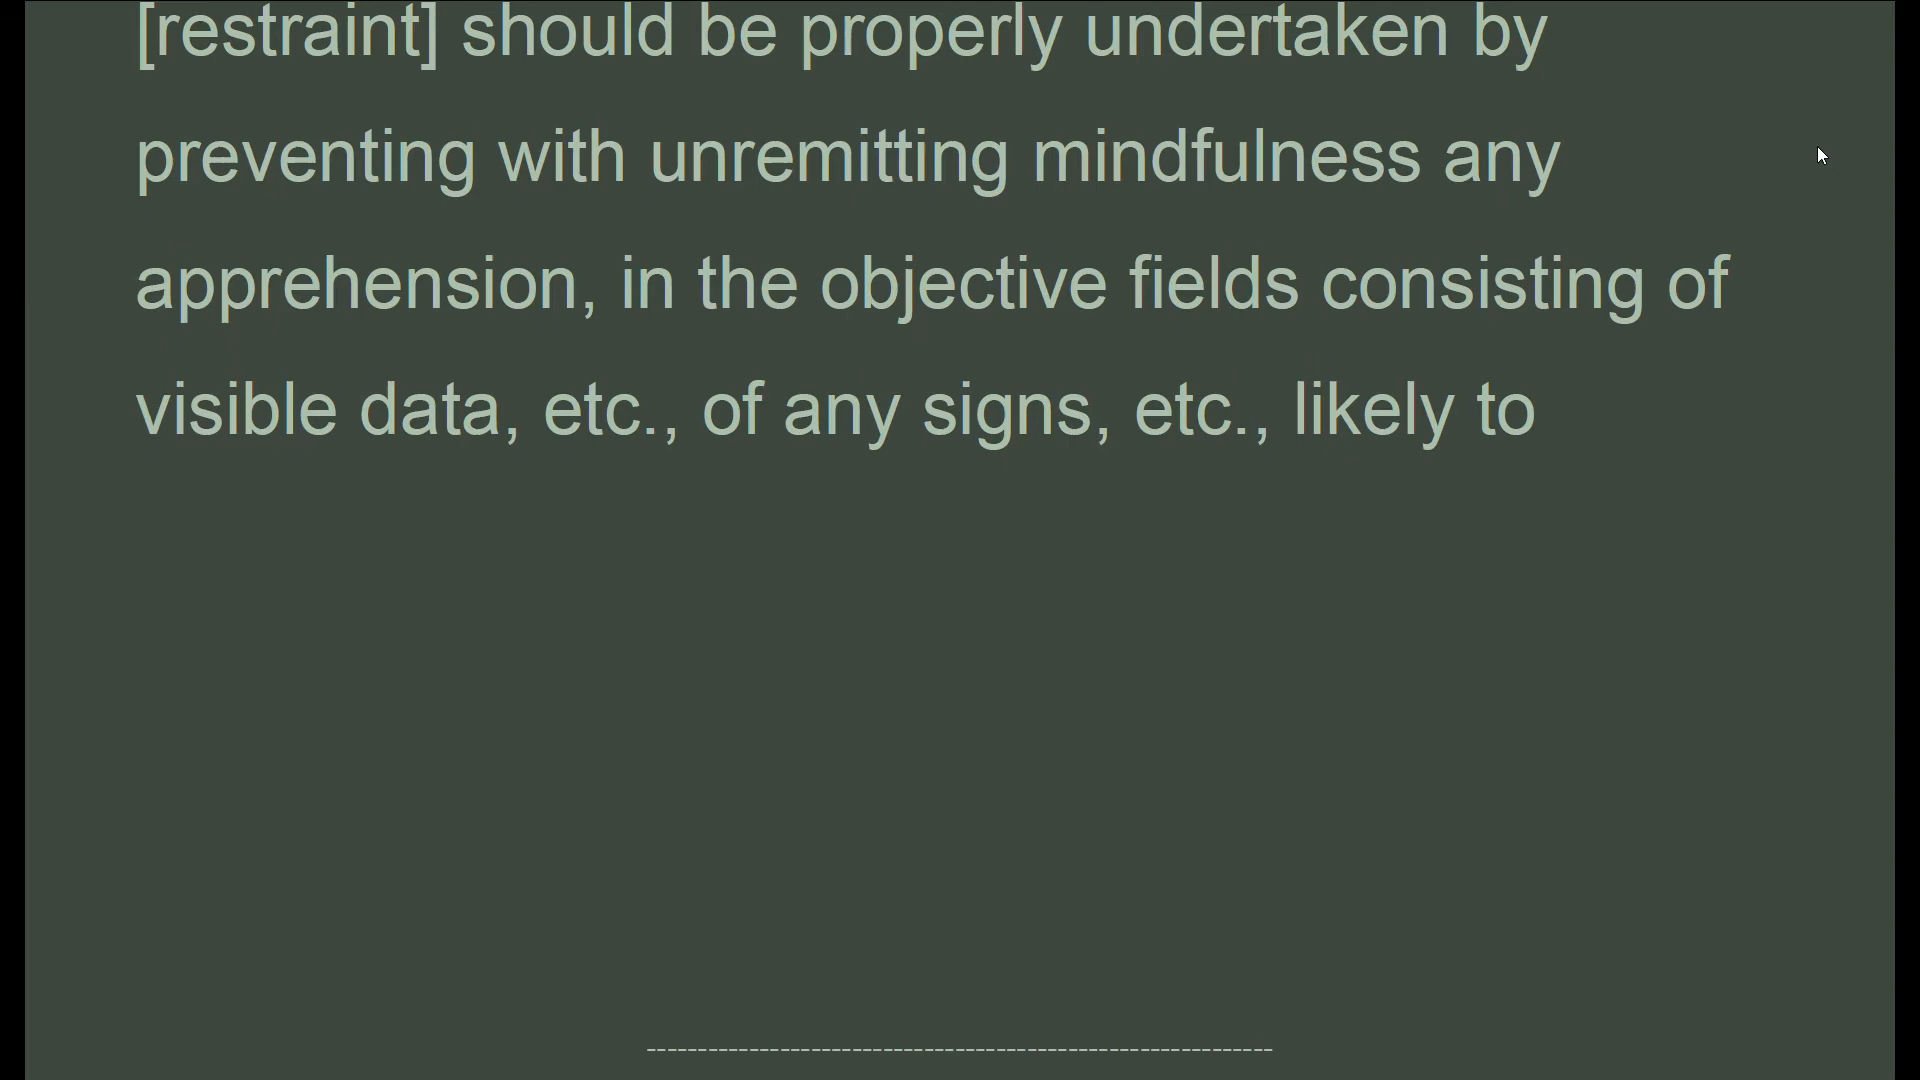 [restraint] should be properly undertaken by
preventing with unremitting mindfulness any
apprehension, in the objective fields consisting of
visible data, etc., of any signs, etc., likely to